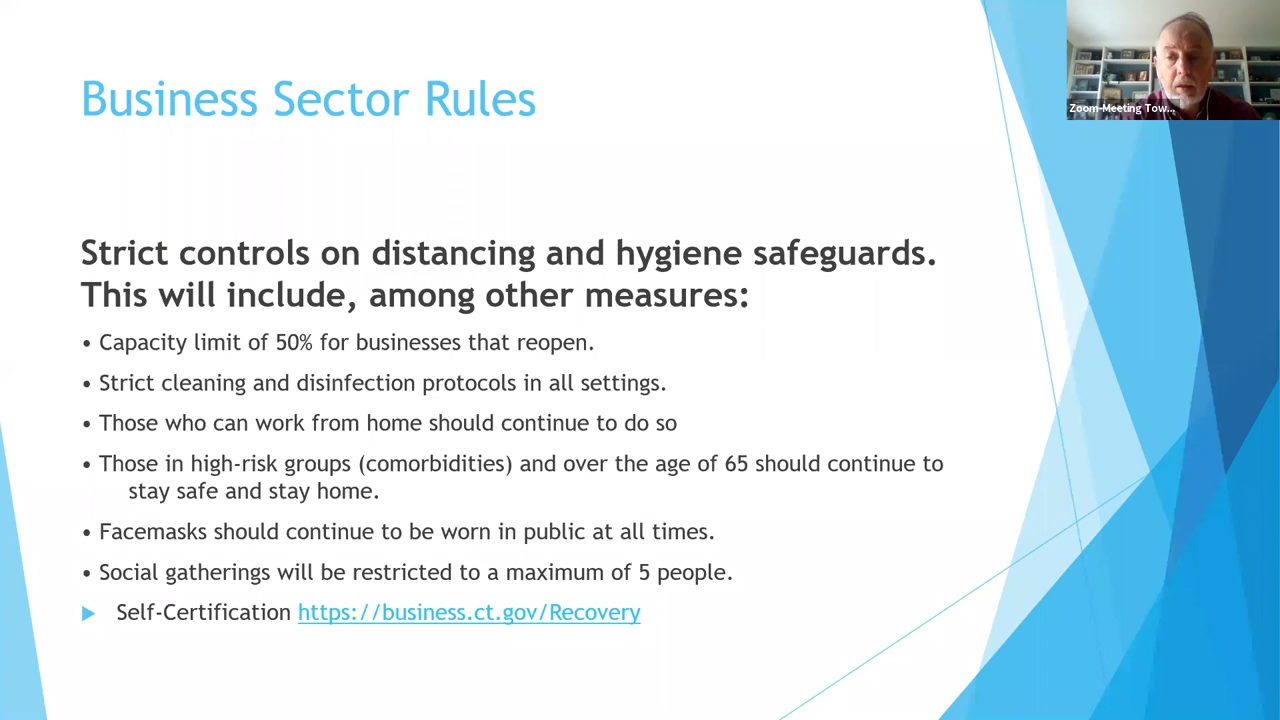 Business Sector Rules
Zoom-Meeting Tow...
Strict controls on distancing and hygiene safeguards.
This will include, among other measures:
• Capacity limit of 50% for businesses that reopen.
• Strict cleaning and disinfection protocols in all settings.
• Those who can work from home should continue to do so
• Those in high-risk groups (comorbidities) and over the age of 65 should continue to
stay safe and stay home.
• Facemasks should continue to be worn in public at all times.
• Social gatherings will be restricted to a maximum of 5 people.
Self-Certification https://business.ct.gov/Recovery